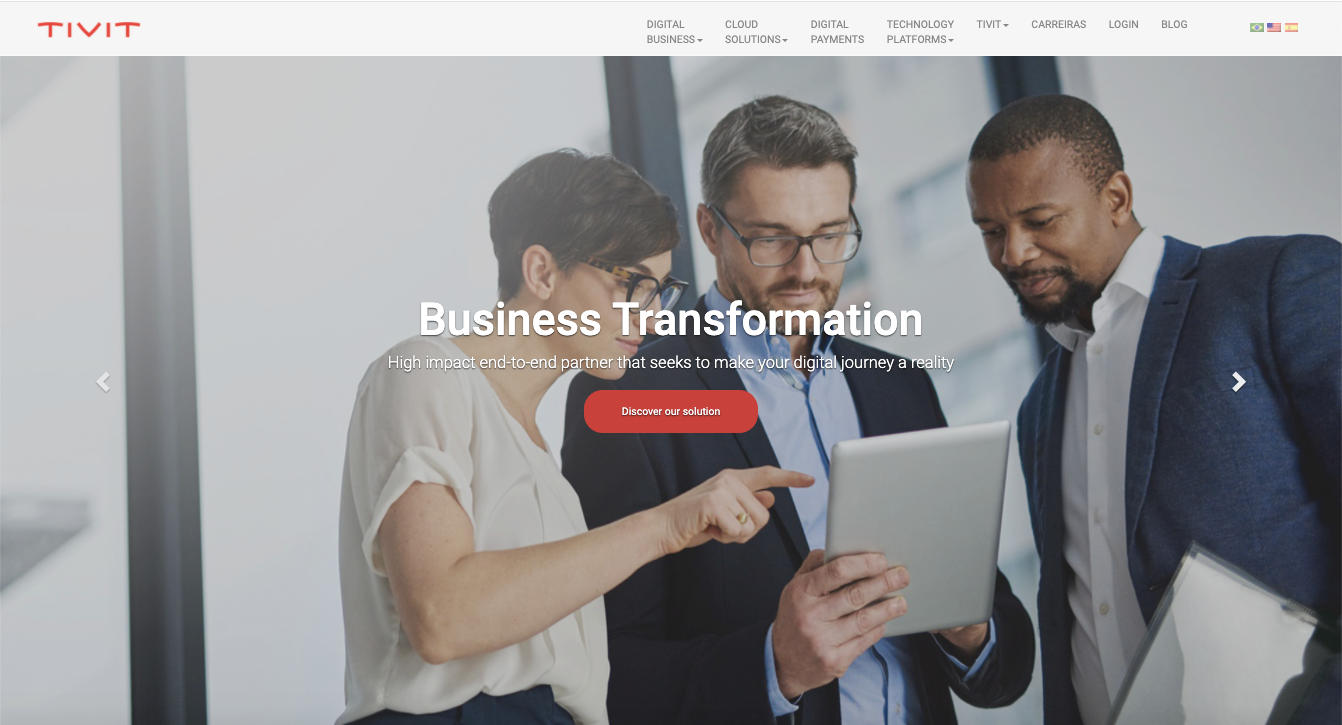 TIVIT
DIGITAL
BUSINESS
CLOUD
SOLUTIONS
DIGITAL
PAYMENTS
TECHNOLOGY
PLATFORMS
TIVIT
CARREIRAS
LOGIN
BLOG
Business Transformation
High impact end-to-end partner that seeks to make your digital journey a reality
Discover our solution